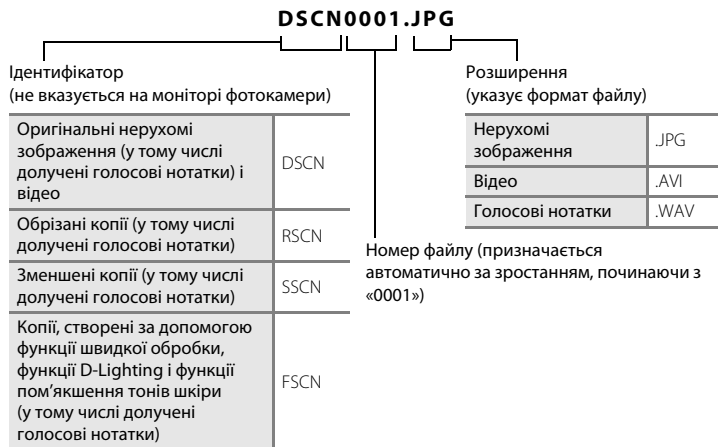 DSCN0001.JPG
Ідентифікатор
(не вказується на моніторі фотокамери)
Оригінальні нерухомі
зображення (у тому числі
долучені голосові нотатки) і
відео
DSCN
Обрізані копії (у тому числі
долучені голосові нотатки)
RSCN
Зменшені копії (у тому числі
долучені голосові нотатки)
SSCN
Копії, створені за допомогою
функції швидкої обробки,
функції D-Lighting і функції
пом’якшення тонів шкіри
(у тому числі долучені
голосові нотатки)
FSCN
Розширення
(указує формат файлу)
Нерухомі
зображення
.JPG
Відео
.AVI
Голосові нотатки
.WAV
Номер файлу (призначається
автоматично за зростанням, починаючи з
«0001»)